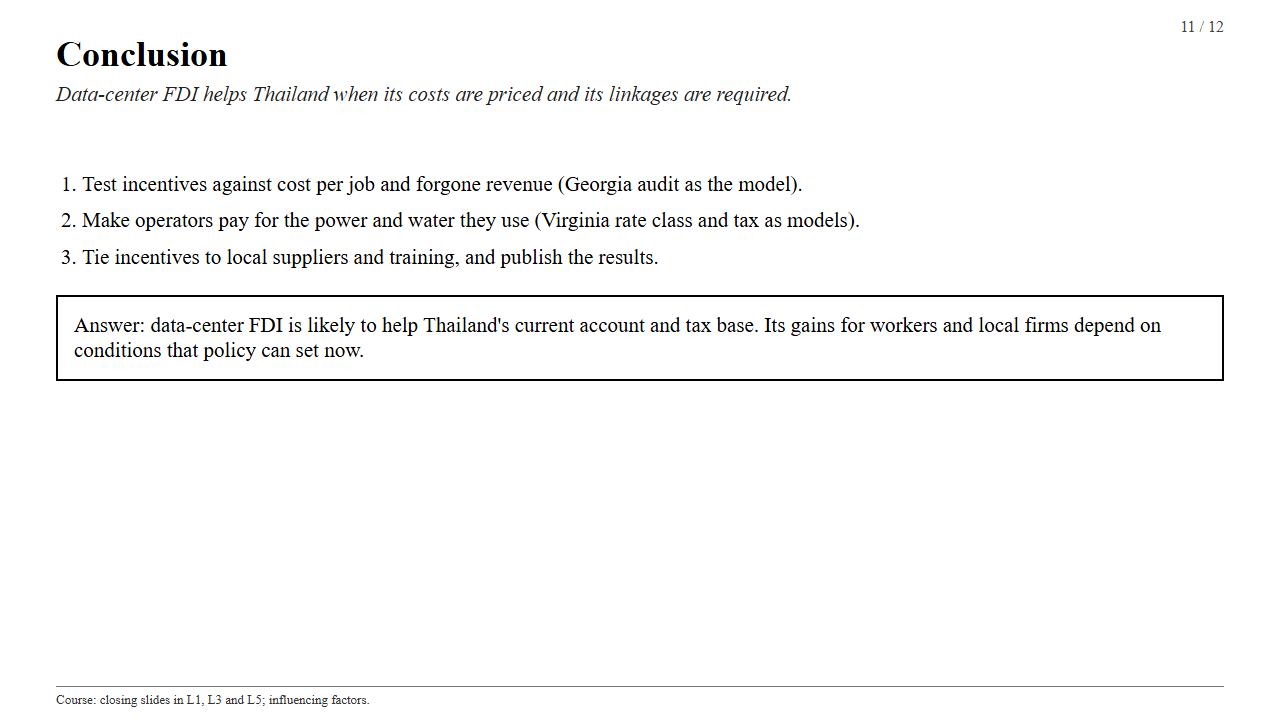 11 / 12
Conclusion
Data-center FDI helps Thailand when its costs are priced and its linkages are required.
1. Test incentives against cost per job and forgone revenue (Georgia audit as the model).
2. Make operators pay for the power and water they use (Virginia rate class and tax as models).
3. Tie incentives to local suppliers and training, and publish the results.
Answer: data-center FDI is likely to help Thailand's current account and tax base. Its gains for workers and local firms depend on
conditions that policy can set now.
Course: closing slides in L1, L3 and L5; influencing factors.